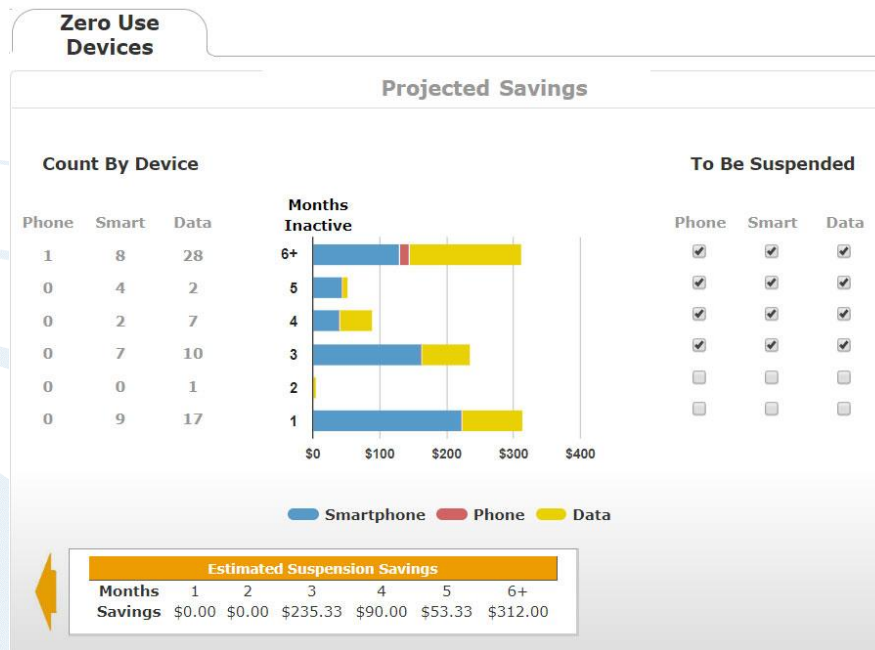 Zero Use
Devices
Projected Savings
Count By Device
Phone Smart Data
1 8 28
0 4 2
0 2 7
0 7 10
0 0 1
0 9 17
Months
Inactive
6+
5
4
3
2
1
$0 $100 $200 $300 $400
Smartphone Phone Data
To Be Suspended
Phone Smart Data
Estimated Suspension Savings
Months 1 2 3 4 5 6+
Savings $0.00 $0.00 $235.33 $90.00 $53.33 $312.00